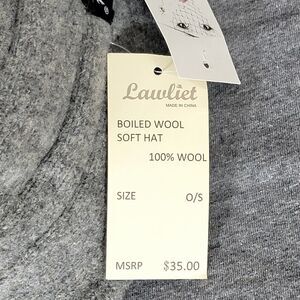 Lawliet
MADE IN CHINA
BOILED WOOL
SOFT HAT
100% WOOL
SIZE O/S
MSRP $35.00